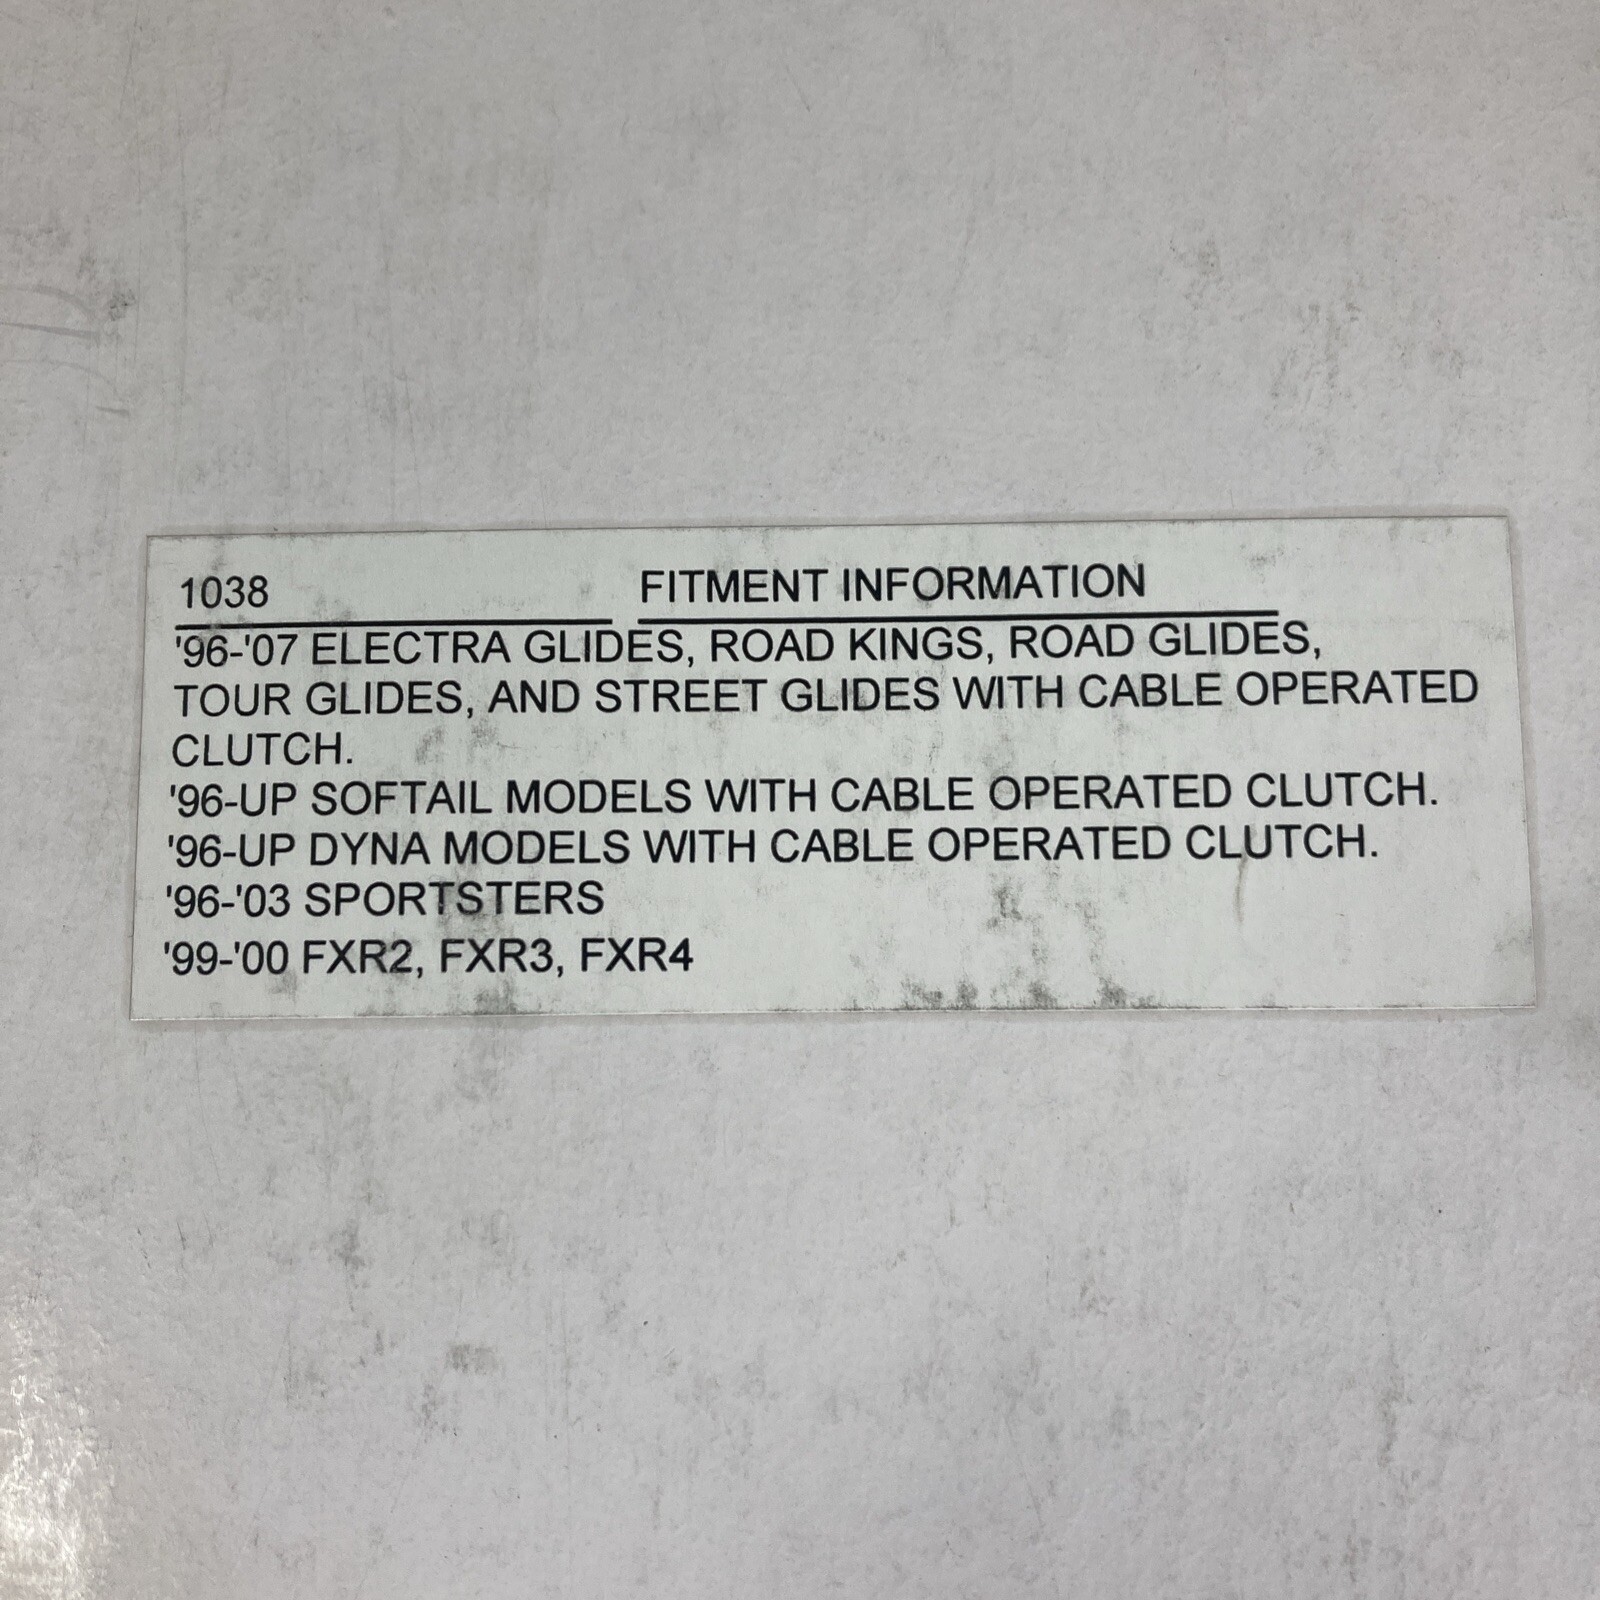 1038 FITMENT INFORMATION
'96-'07 ELECTRA GLIDES, ROAD KINGS, ROAD GLIDES,
TOUR GLIDES, AND STREET GLIDES WITH CABLE OPERATED
CLUTCH.
'96-UP SOFTAIL MODELS WITH CABLE OPERATED CLUTCH.
'96-UP DYNA MODELS WITH CABLE OPERATED CLUTCH.
'96-'03 SPORTSTERS
'99-'00 FXR2, FXR3, FXR4